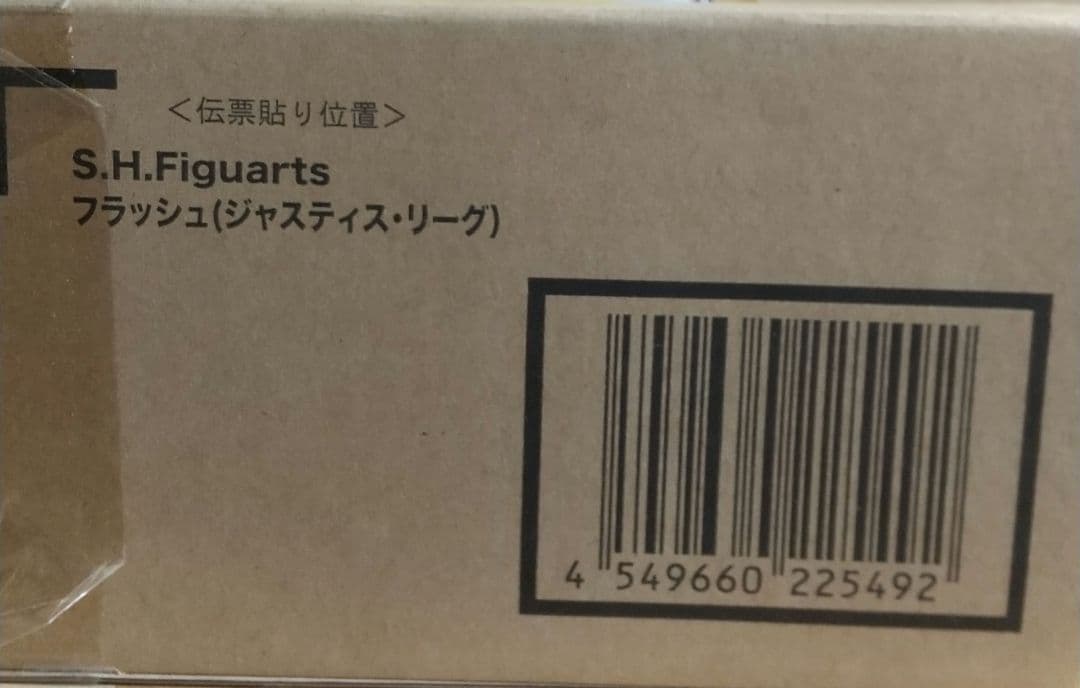 ＜伝票貼り位置＞
S.H.Figuarts
フラッシュ(ジャスティス・リーグ)
4 549660 225492